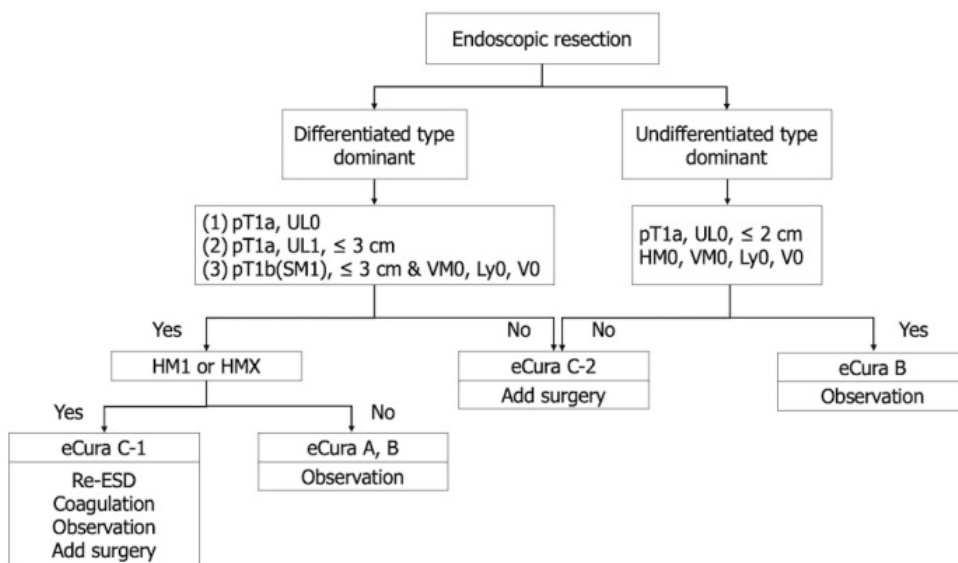 Endoscopic resection
Differentiated type
dominant
Undifferentiated type
dominant
(1) pT1a, UL0
(2) pT1a, UL1, ≤ 3 cm
(3) pT1b(SM1), ≤ 3 cm & VM0, Ly0, V0
pT1a, UL0, ≤ 2 cm
HM0, VM0, Ly0, V0
Yes
No
No
Yes
HM1 or HMX
eCura C-2
Add surgery
eCura B
Observation
Yes
No
eCura C-1
Re-ESD
Coagulation
Observation
Add surgery
eCura A, B
Observation